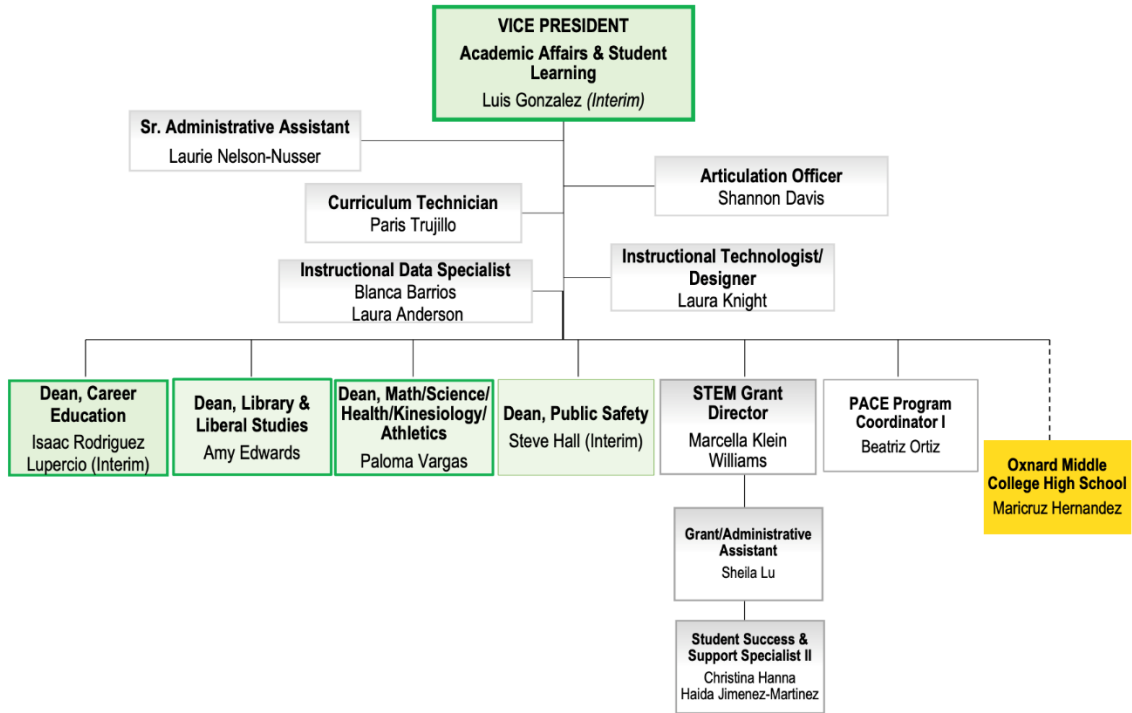 VICE PRESIDENT
Academic Affairs & Student
Learning
Luis Gonzalez (Interim)
Sr. Administrative Assistant
Laurie Nelson-Nusser
Articulation Officer
Shannon Davis
Curriculum Technician
Paris Trujillo
Instructional Data Specialist
Blanca Barrios
Laura Anderson
Instructional Technologist/
Designer
Laura Knight
Dean, Career
Education
Isaac Rodriguez
Lupercio (Interim)
Dean, Library &
Liberal Studies
Amy Edwards
Dean, Math/Science/
Health/Kinesiology/
Athletics
Paloma Vargas
Dean, Public Safety
Steve Hall (Interim)
STEM Grant
Director
Marcella Klein
Williams
PACE Program
Coordinator I
Beatriz Ortiz
Oxnard Middle
College High School
Maricruz Hernandez
Grant/Administrative
Assistant
Sheila Lu
Student Success &
Support Specialist II
Christina Hanna
Haida Jimenez-Martinez